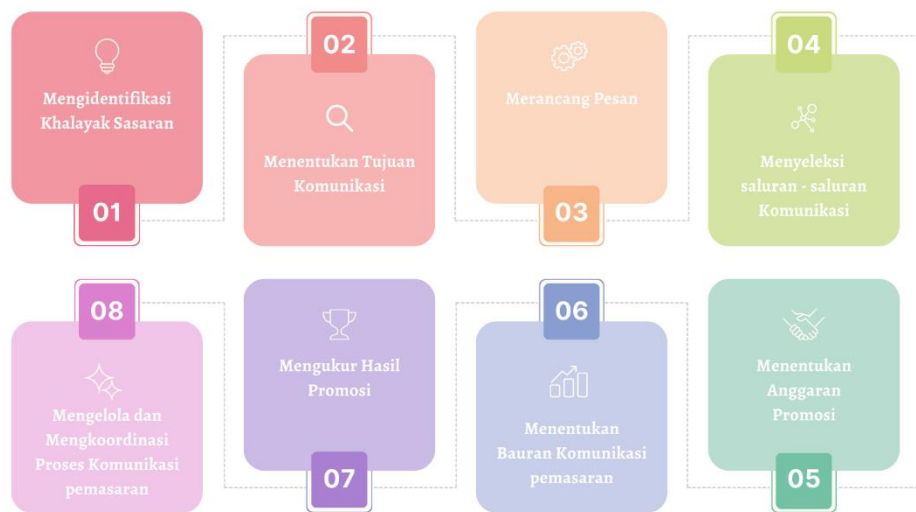 Mengidentifikasi
Khalayak Sasaran
01
02
Menentukan Tujuan
Komunikasi
Merancang Pesan
03
04
Menyeleksi
saluran - saluran
Komunikasi
08
Mengelola dan
Mengkoordinasi
Proses Komunikasi
pemasaran
Mengukur Hasil
Promosi
07
06
Menentukan
Bauran Komunikasi
pemasaran
Menentukan
Anggaran
Promosi
05